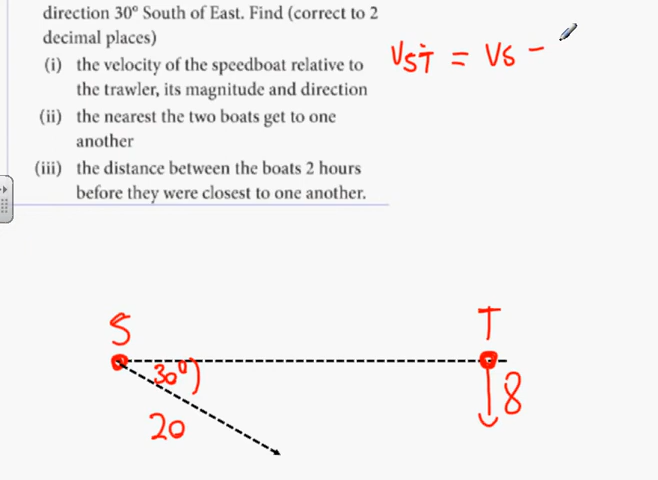 direction 30° South of East. Find (correct to 2
decimal places)
(i) the velocity of the speedboat relative to
the trawler, its magnitude and direction
(ii) the nearest the two boats get to one
another
(iii) the distance between the boats 2 hours
before they were closest to one another.
VST = VS -
S T
30°
8
20